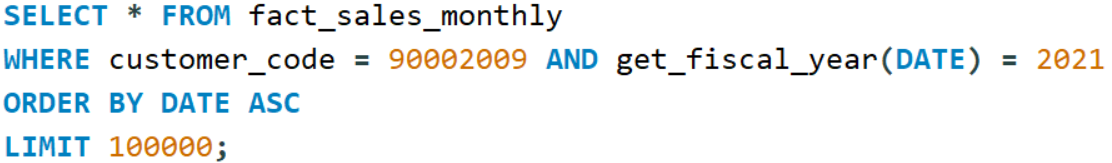 SELECT * FROM fact_sales_monthly
WHERE customer_code = 90002009 AND get_fiscal_year(DATE) = 2021
ORDER BY DATE ASC
LIMIT 100000;